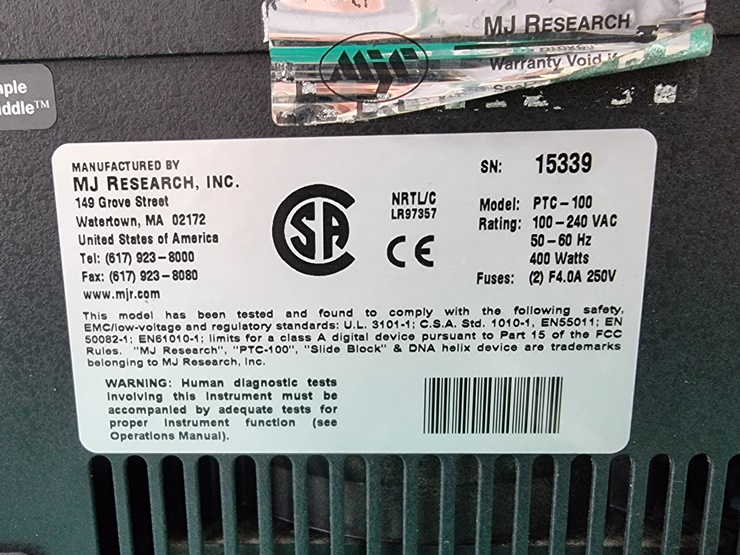 MJ RESEARCH
mjr
Warranty Void if
ddle™
MANUFACTURED BY
MJ RESEARCH, INC.
149 Grove Street
Watertown, MA 02172
United States of America
Tel: (617) 923-8000
Fax: (617) 923-8080
www.mjr.com
SA
NRTL/C
LR97357
CE
SN: 15339
Model: PTC-100
Rating: 100-240 VAC
50-60 Hz
400 Watts
Fuses: (2) F4.0A 250V
This model has been tested and found to comply with the following safety,
EMC/low-voltage and regulatory standards: U.L. 3101-1; C.S.A. Std. 1010-1, EN55011; EN
50082-1; EN61010-1; limits for a class A digital device pursuant to Part 15 of the FCC
Rules. "MJ Research", "PTC-100", "Slide Block" & DNA helix device are trademarks
belonging to MJ Research, Inc.
WARNING: Human diagnostic tests
involving this instrument must be
accompanied by adequate tests for
proper instrument function (see
Operations Manual).